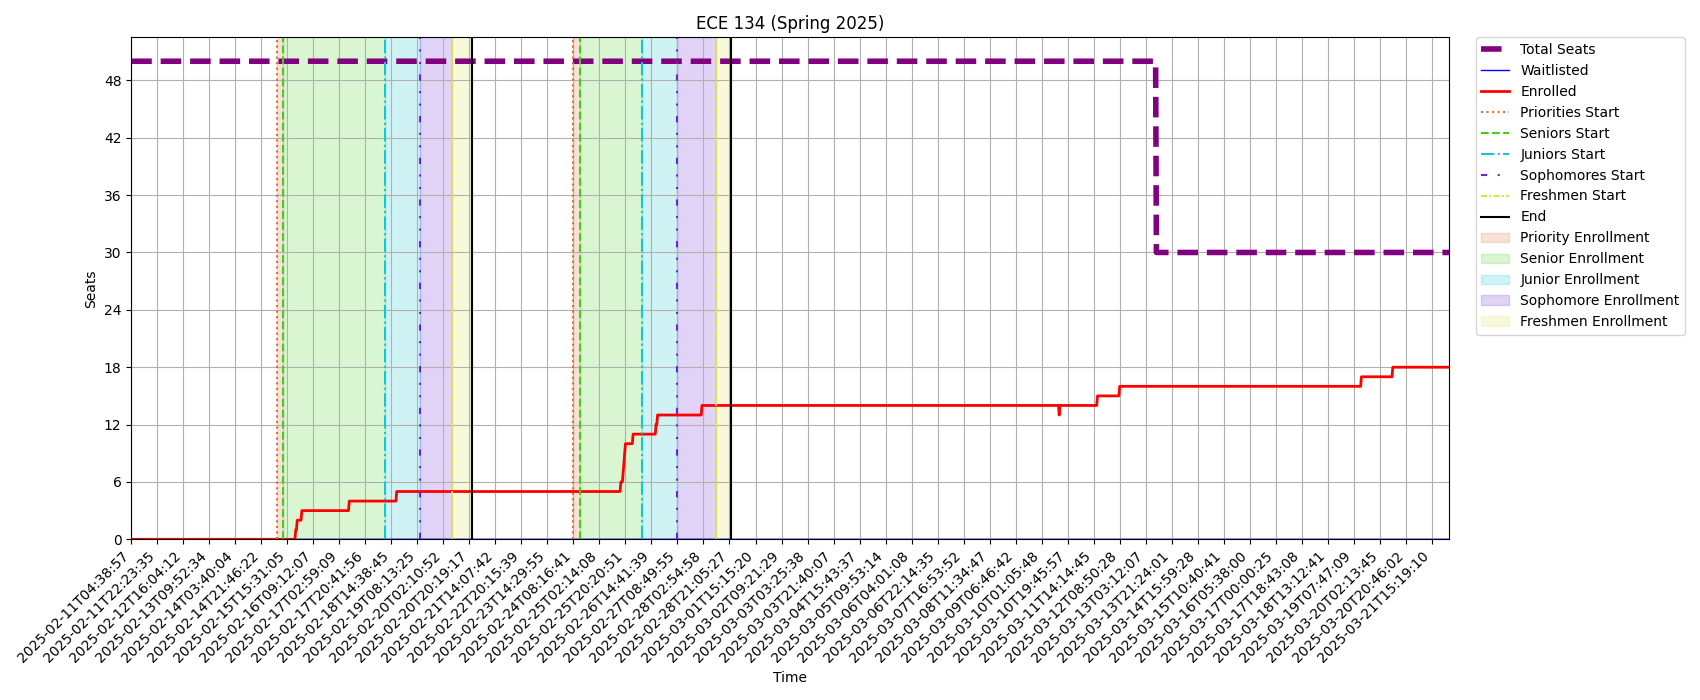 ECE 134 (Spring 2025)
Seats
48
42
36
30
24
18
12
6
0
2025-02-11T04:38:57
2025-02-11T22:23:35
2025-02-12T16:04:12
2025-02-13T09:52:34
2025-02-14T03:40:04
2025-02-14T21:46:22
2025-02-15T15:31:05
2025-02-16T09:12:07
2025-02-17T02:59:09
2025-02-17T20:41:56
2025-02-18T14:38:45
2025-02-19T08:13:25
2025-02-20T02:10:52
2025-02-20T20:19:17
2025-02-21T14:07:42
2025-02-22T20:15:39
2025-02-23T14:29:55
2025-02-24T08:16:41
2025-02-25T02:14:08
2025-02-25T20:20:51
2025-02-26T14:41:39
2025-02-27T08:49:55
2025-02-28T02:54:58
2025-02-28T21:05:27
2025-03-01T15:15:20
2025-03-02T09:21:29
2025-03-03T03:25:38
2025-03-03T21:40:07
2025-03-04T15:43:37
2025-03-05T09:53:14
2025-03-06T04:01:08
2025-03-06T22:14:35
2025-03-07T16:53:52
2025-03-08T11:34:47
2025-03-09T06:46:42
2025-03-10T01:05:48
2025-03-10T19:45:57
2025-03-11T14:14:45
2025-03-12T08:50:28
2025-03-13T03:12:07
2025-03-13T21:24:01
2025-03-14T15:59:28
2025-03-15T10:40:41
2025-03-16T05:38:00
2025-03-17T00:00:25
2025-03-17T18:43:08
2025-03-18T13:12:41
2025-03-19T07:47:09
2025-03-20T02:13:45
2025-03-20T20:46:02
2025-03-21T15:19:10
Time
Total Seats
Waitlisted
Enrolled
Priorities Start
Seniors Start
Juniors Start
Sophomores Start
Freshmen Start
End
Priority Enrollment
Senior Enrollment
Junior Enrollment
Sophomore Enrollment
Freshmen Enrollment